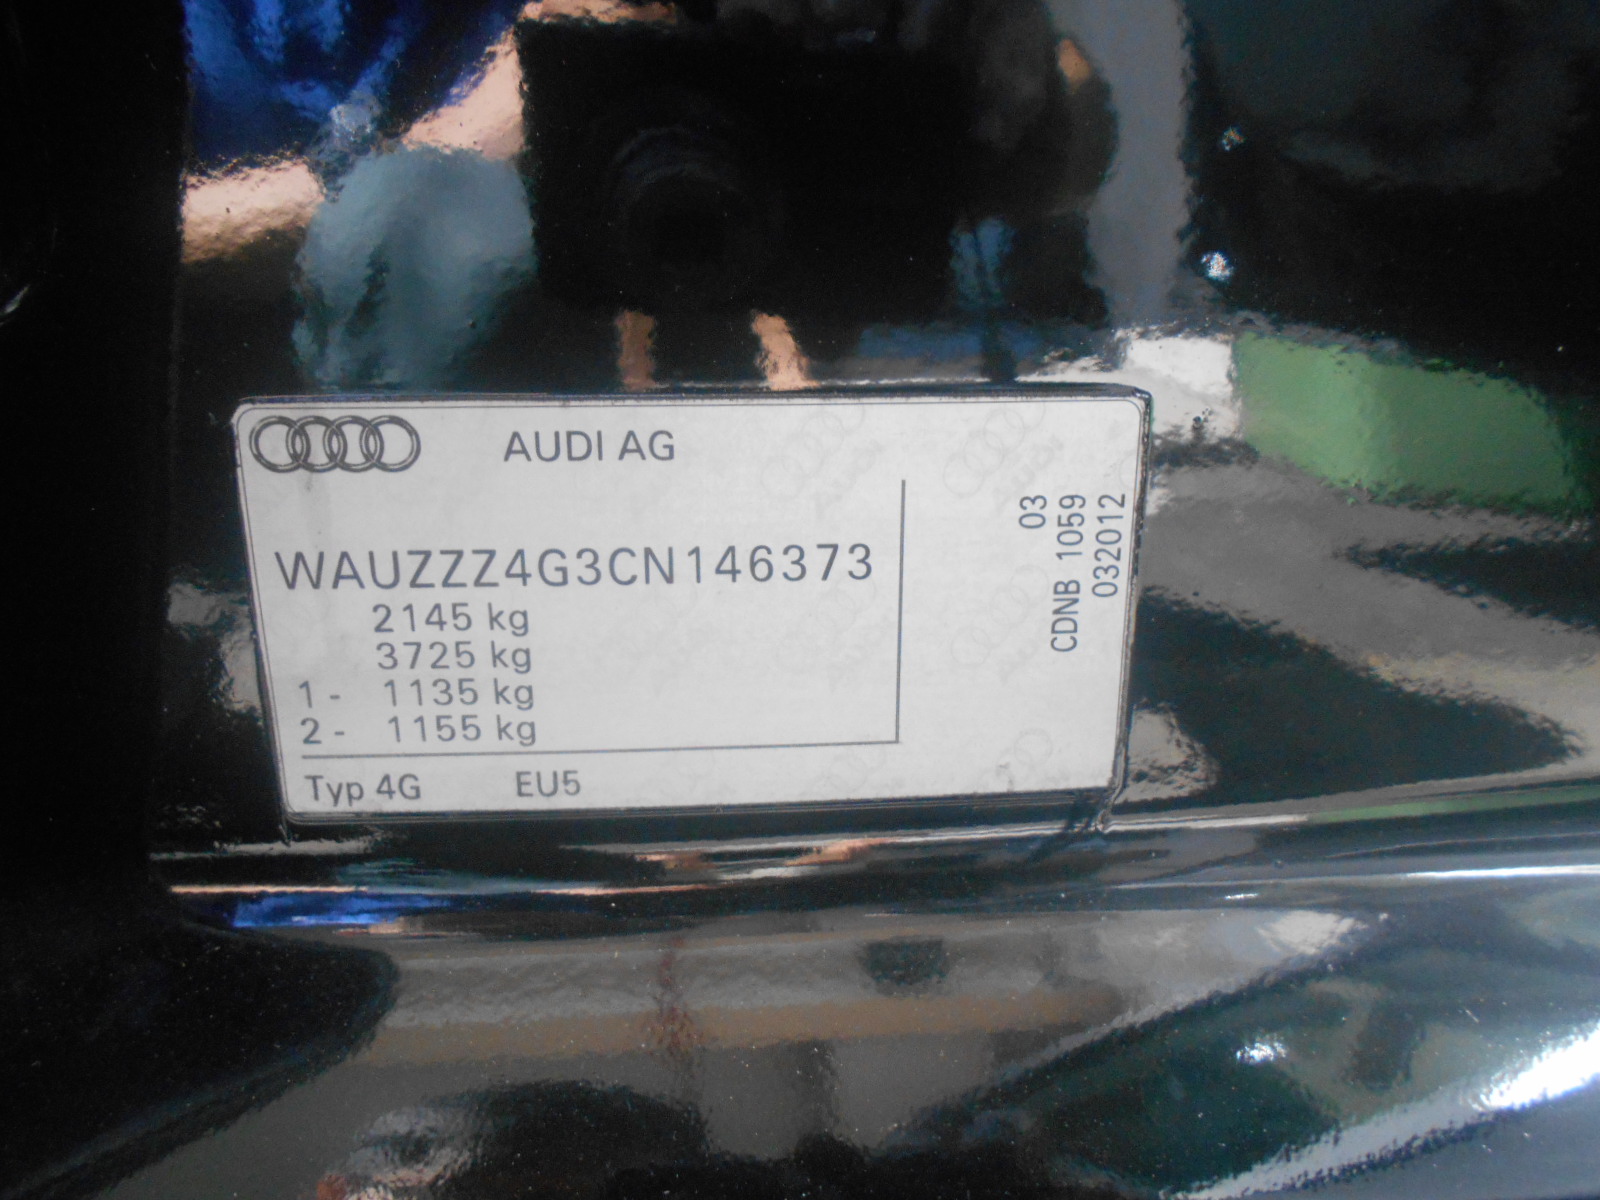 AUDI AG
WAUZZZ4G3CN146373
2145 kg
3725 kg
1 - 1135 kg
2 - 1155 kg
Typ 4G EU5
03
CDNB 1059
032012